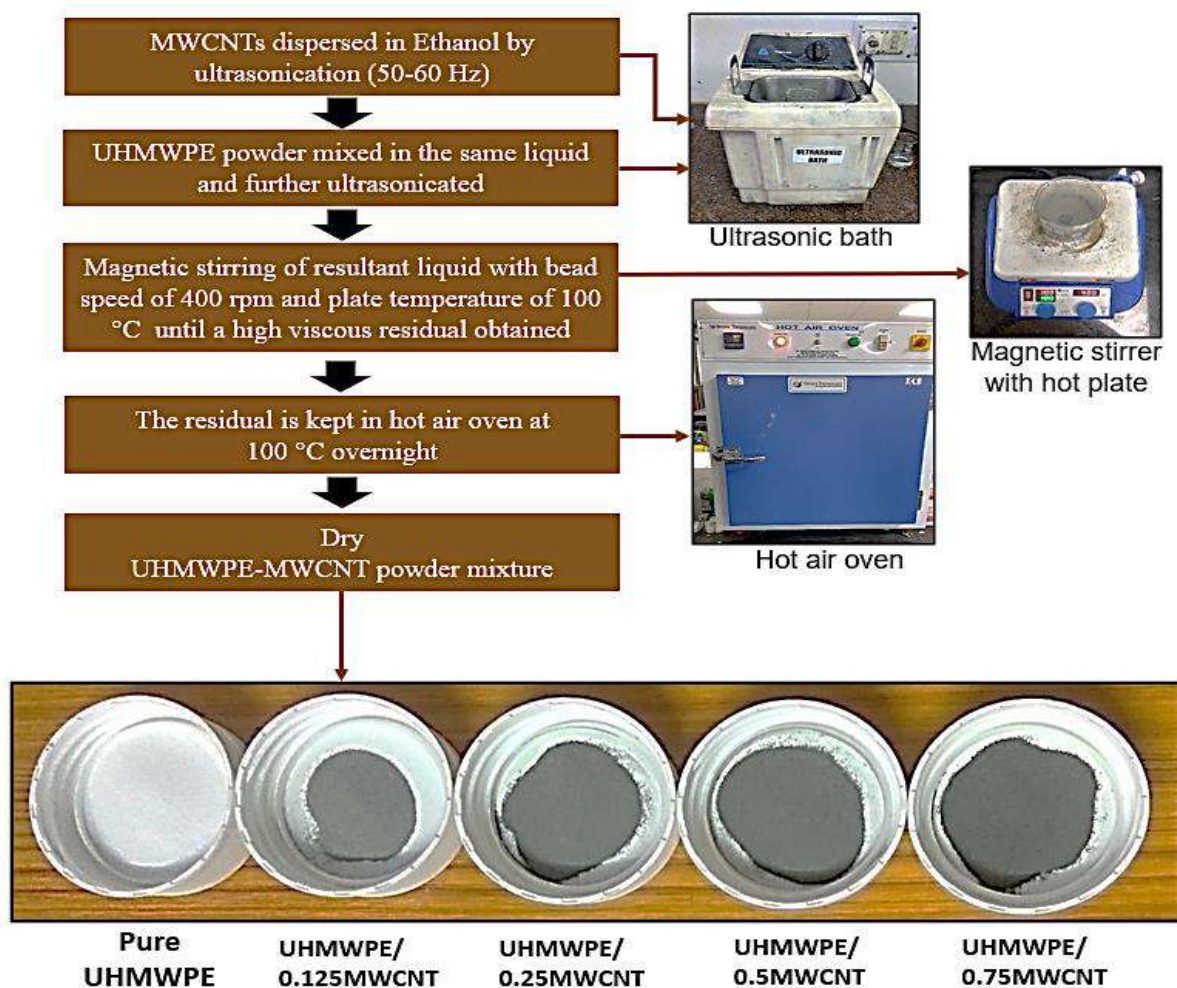 MWCNTs dispersed in Ethanol by
ultrasonication (50-60 Hz)
UHMWPE powder mixed in the same liquid
and further ultrasonicated
ULTRASONIC
BATH
Ultrasonic bath
Magnetic stirring of resultant liquid with bead
speed of 400 rpm and plate temperature of 100
°C until a high viscous residual obtained
Magnetic stirrer
with hot plate
HOT AIR OVEN
The residual is kept in hot air oven at
100 °C overnight
Hot air oven
Dry
UHMWPE-MWCNT powder mixture
Pure
UHMWPE
UHMWPE/
0.125MWCNT
UHMWPE/
0.25MWCNT
UHMWPE/
0.5MWCNT
UHMWPE/
0.75MWCNT